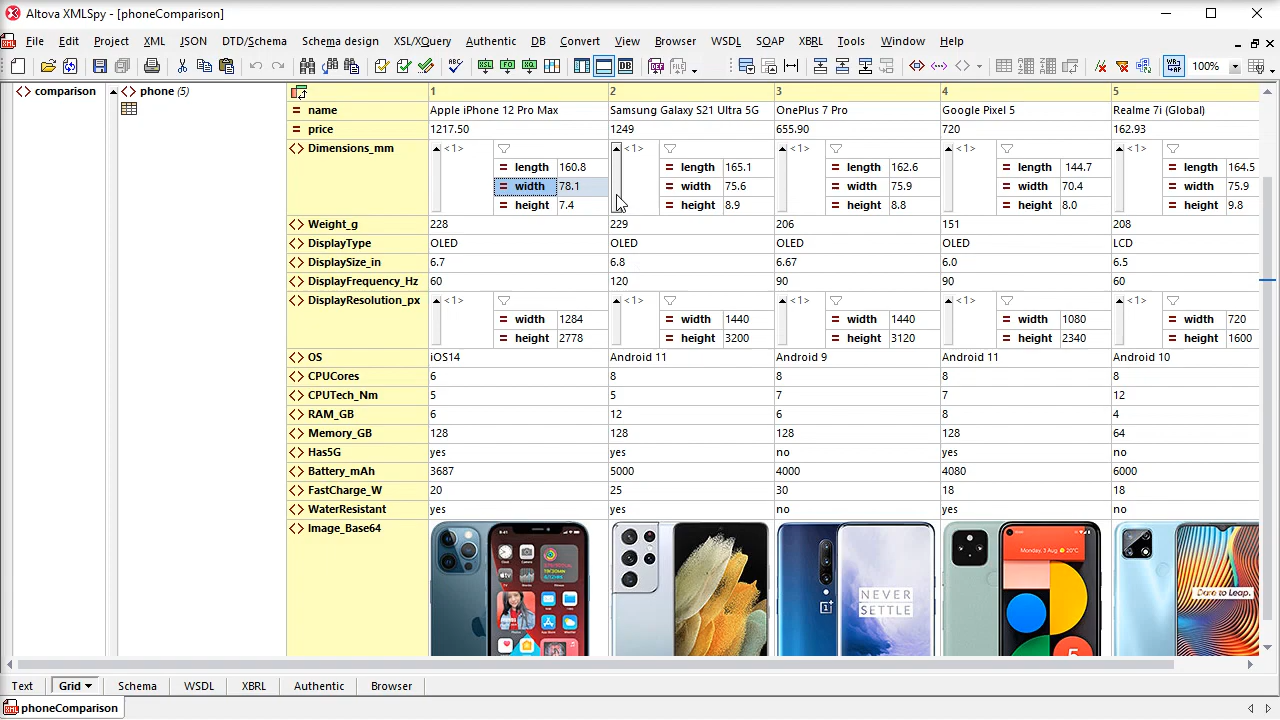 Altova XMLSpy - [phoneComparison]
File Edit Project XML JSON DTD/Schema Schema design XSL/XQuery Authentic DB Convert View Browser WSDL SOAP XBRL Tools Window Help
100%
comparison phone (5) 1 2 3 4 5
name Apple iPhone 12 Pro Max Samsung Galaxy S21 Ultra 5G OnePlus 7 Pro Google Pixel 5 Realme 7i (Global)
price 1217.50 1249 655.90 720 162.93
Dimensions_mm <1> <1> <1> <1> <1>
length 160.8 length 165.1 length 162.6 length 144.7 length 164.5
width 78.1 width 75.6 width 75.9 width 70.4 width 75.9
height 7.4 height 8.9 height 8.8 height 8.0 height 9.8
Weight_g 228 229 206 151 208
DisplayType OLED OLED OLED OLED LCD
DisplaySize_in 6.7 6.8 6.67 6.0 6.5
DisplayFrequency_Hz 60 120 90 90 60
DisplayResolution_px <1> <1> <1> <1> <1>
width 1284 width 1440 width 1440 width 1080 width 720
height 2778 height 3200 height 3120 height 2340 height 1600
OS iOS14 Android 11 Android 9 Android 11 Android 10
CPUCores 6 8 8 8 8
CPUTech_Nm 5 5 7 7 12
RAM_GB 6 12 6 8 4
Memory_GB 128 128 128 128 64
Has5G yes yes no yes no
Battery_mAh 3687 5000 4000 4080 6000
FastCharge_W 20 25 30 18 18
WaterResistant yes yes no yes no
Image_Base64
Monday, 3 Aug 20°C
NEVER
SETTLE
Dare to Leap.
Text Grid Schema WSDL XBRL Authentic Browser
phoneComparison